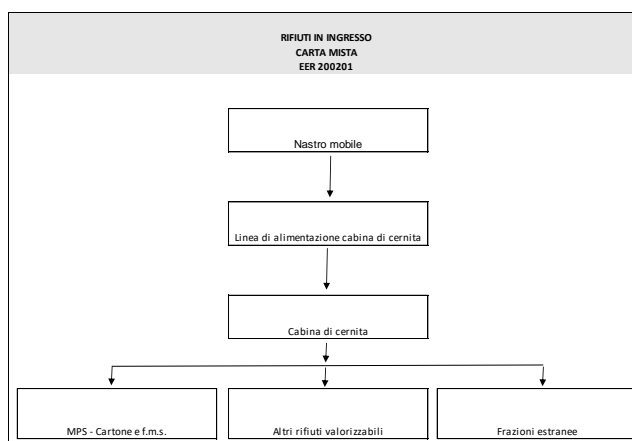 RIFIUTI IN INGRESSO
CARTA MISTA
EER 200201
Nastro mobile
Linea di alimentazione cabina di cernita
Cabina di cernita
MPS - Cartone e f.m.s.
Altri rifiuti valorizzabili
Frazioni estranee